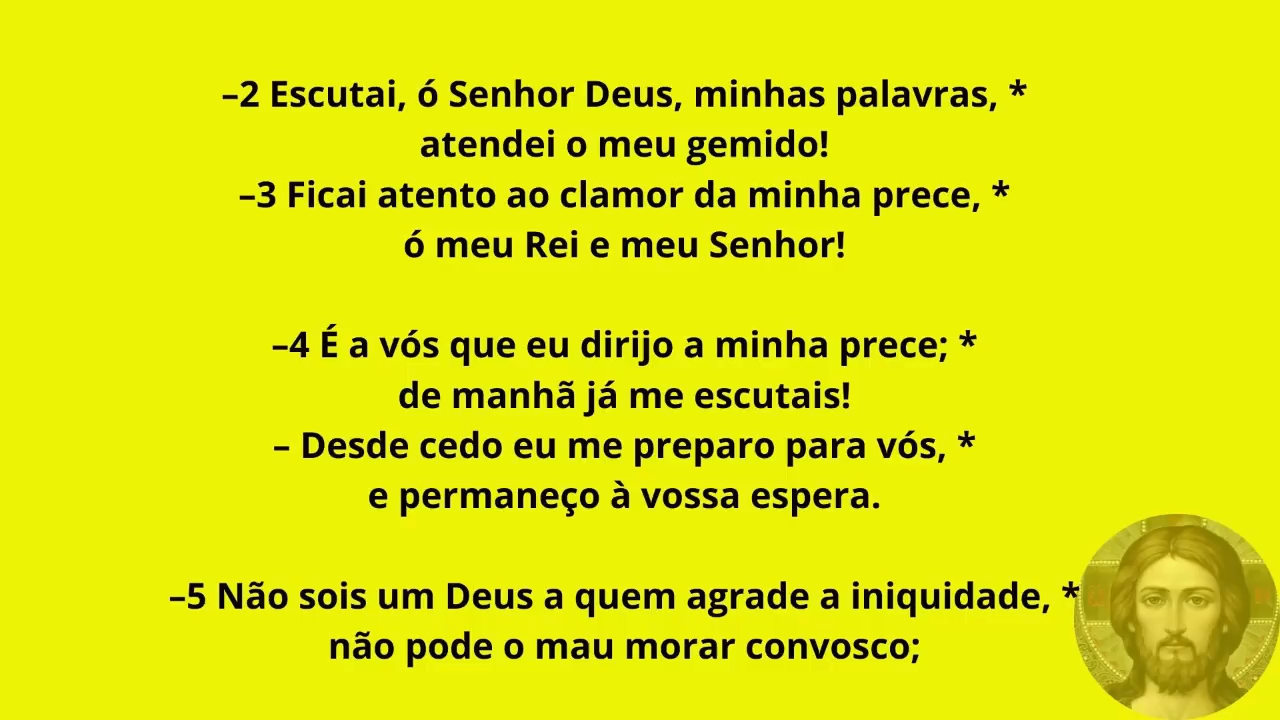 –2 Escutai, ó Senhor Deus, minhas palavras, *
atendei o meu gemido!
–3 Ficai atento ao clamor da minha prece, *
ó meu Rei e meu Senhor!
–4 É a vós que eu dirijo a minha prece; *
de manhã já me escutais!
– Desde cedo eu me preparo para vós, *
e permaneço à vossa espera.
–5 Não sois um Deus a quem agrade a iniquidade, *
não pode o mau morar convosco;